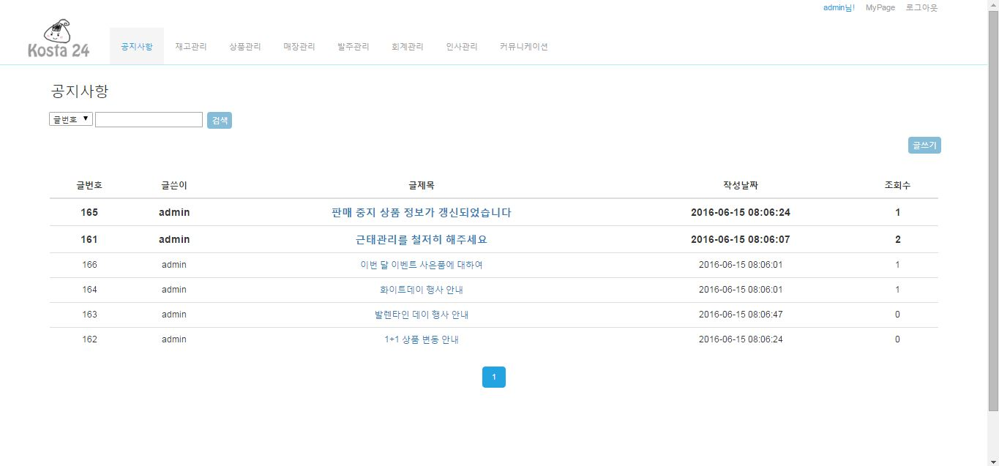 admin님! MyPage 로그아웃
Kosta 24
공지사항 재고관리 상품관리 매장관리 발주관리 회계관리 인사관리 커뮤니케이션
공지사항
글번호 검색
글쓰기
글번호 글쓴이 글제목 작성날짜 조회수
165 admin 판매 중지 상품 정보가 갱신되었습니다 2016-06-15 08:06:24 1
161 admin 근태관리를 철저히 해주세요 2016-06-15 08:06:07 2
166 admin 이번 달 이벤트 사은품에 대하여 2016-06-15 08:06:01 1
164 admin 화이트데이 행사 안내 2016-06-15 08:06:01 1
163 admin 발렌타인 데이 행사 안내 2016-06-15 08:06:47 0
162 admin 1+1 상품 변동 안내 2016-06-15 08:06:24 0
1